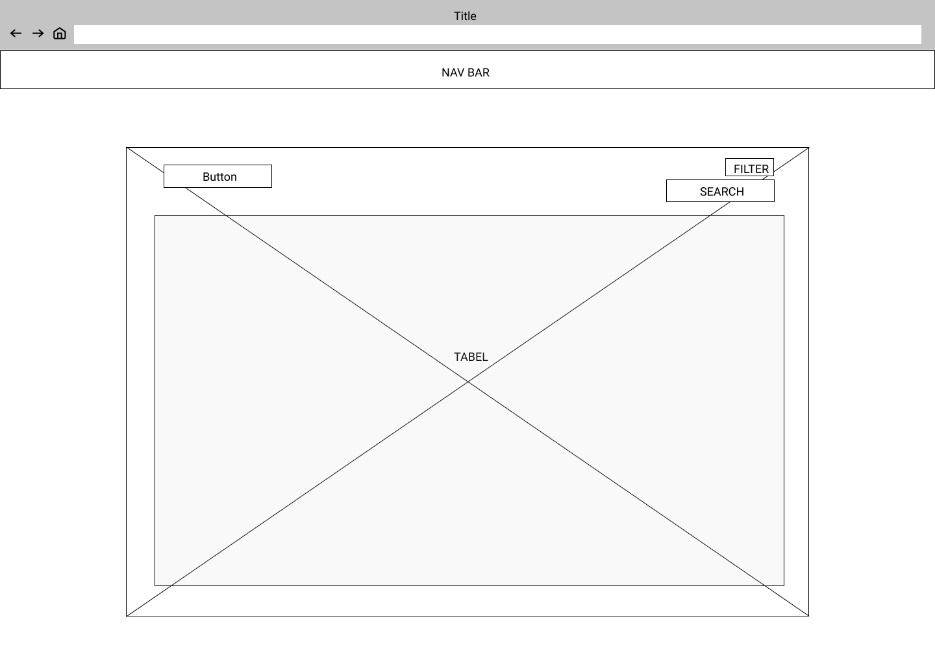 Title
NAV BAR
FILTER
Button
SEARCH
TABEL